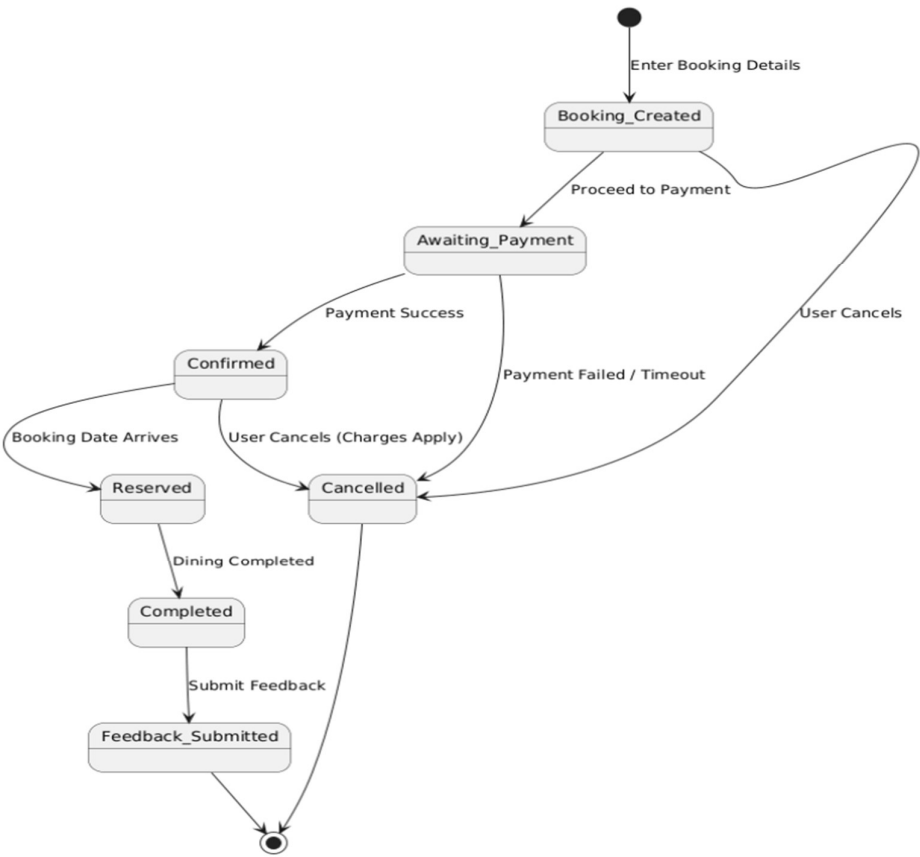 Enter Booking Details
Booking_Created
Proceed to Payment
Awaiting_Payment
Payment Success
User Cancels
Confirmed
Payment Failed / Timeout
Booking Date Arrives
User Cancels (Charges Apply)
Reserved
Cancelled
Dining Completed
Completed
Submit Feedback
Feedback_Submitted